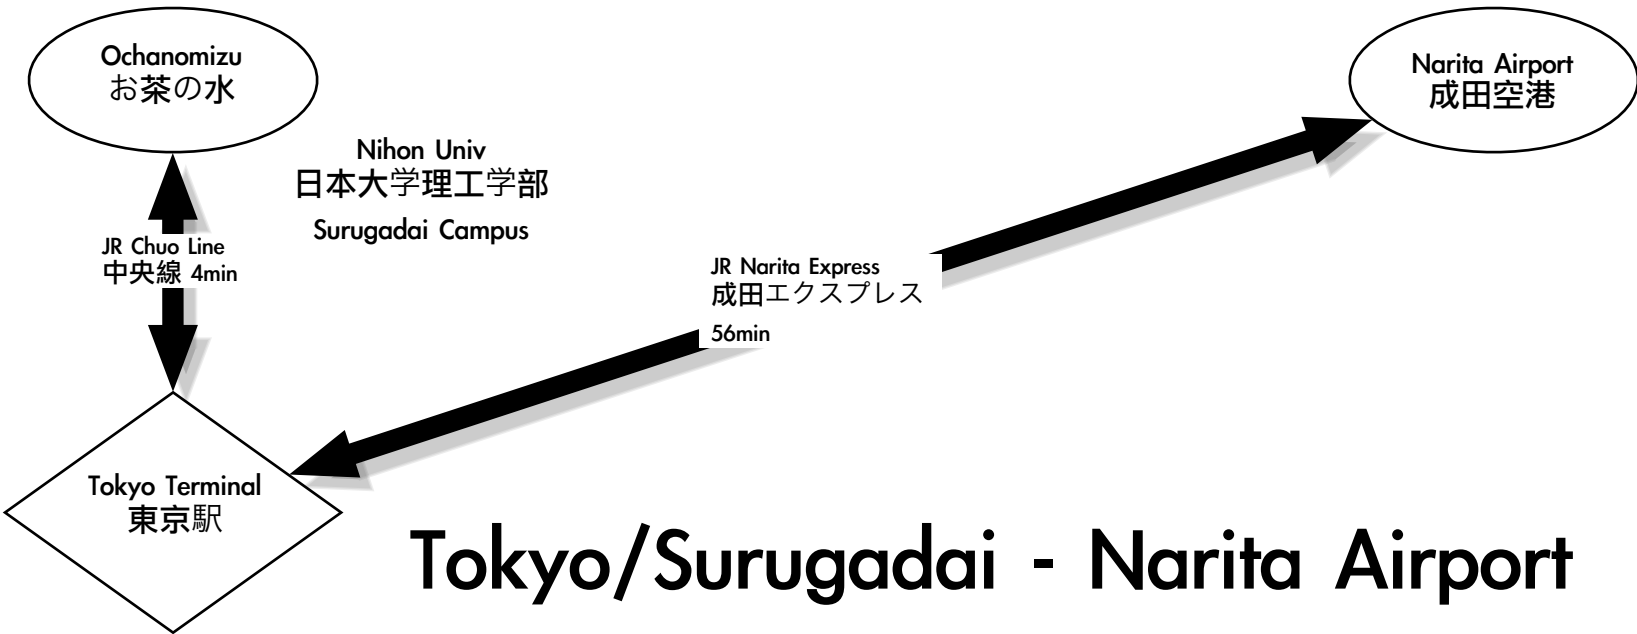 Ochanomizu
お茶の水
Narita Airport
成田空港
Nihon Univ
日本大学理工学部
Surugadai Campus
JR Chuo Line
中央線 4min
JR Narita Express
成田エクスプレス
56min
Tokyo Terminal
東京駅
Tokyo/Surugadai - Narita Airport